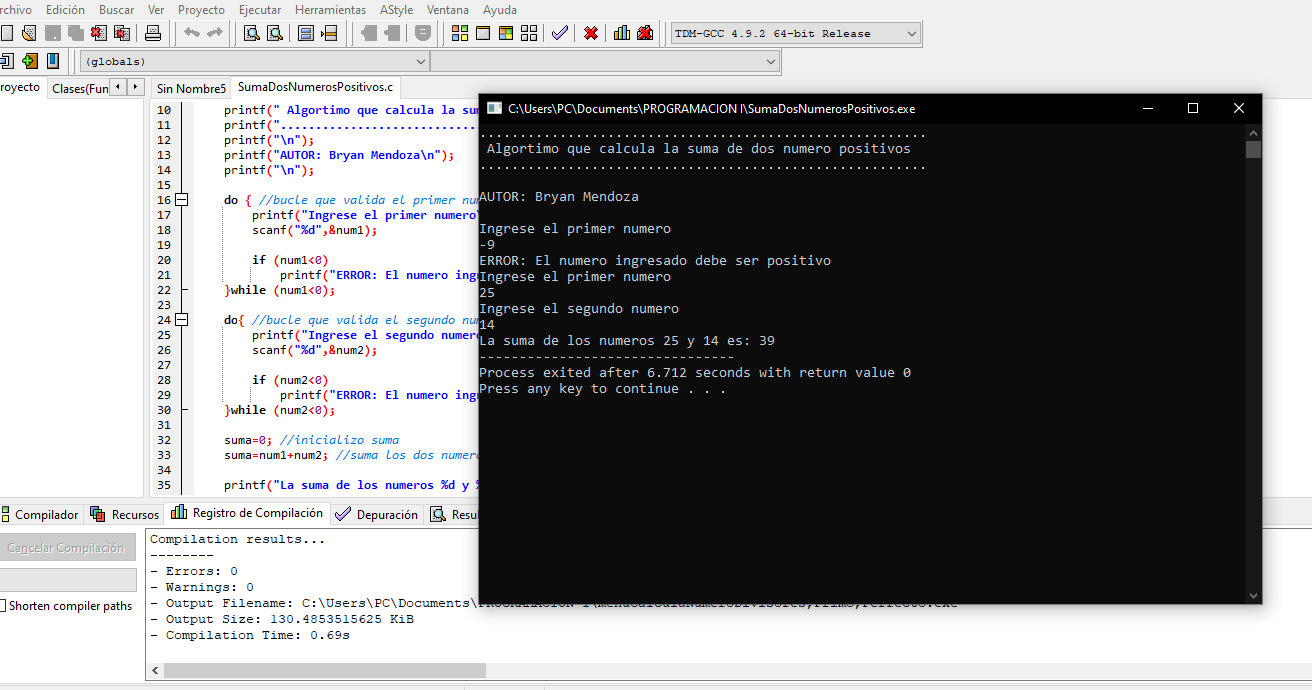 rchivo Edición Buscar Ver Proyecto Ejecutar Herramientas AStyle Ventana Ayuda
TDM-GCC 4.9.2 64-bit Release
(globals)
royecto Clases(Fun Sin Nombre5 SumaDosNumerosPositivos.c
10 printf(" Algortimo que calcula la sum
11 printf("............................
12 printf("\n");
13 printf("AUTOR: Bryan Mendoza\n");
14 printf("\n");
15
16 do { //bucle que valida el primer nu
17 printf("Ingrese el primer numero\
18 scanf("%d",&num1);
19
20 if (num1<0)
21 printf("ERROR: El numero ing
22 }while (num1<0);
23
24 do{ //bucle que valida el segundo nu
25 printf("Ingrese el segundo numer
26 scanf("%d",&num2);
27
28 if (num2<0)
29 printf("ERROR: El numero ing
30 }while (num2<0);
31
32 suma=0; //inicializo suma
33 suma=num1+num2; //suma los dos numero
34
35 printf("La suma de los numeros %d y %
C:\Users\PC\Documents\PROGRAMACION I\SumaDosNumerosPositivos.exe
........................................................
Algortimo que calcula la suma de dos numero positivos
........................................................
AUTOR: Bryan Mendoza
Ingrese el primer numero
-9
ERROR: El numero ingresado debe ser positivo
Ingrese el primer numero
25
Ingrese el segundo numero
14
La suma de los numeros 25 y 14 es: 39
--------------------------------
Process exited after 6.712 seconds with return value 0
Press any key to continue . . .
Compilador Recursos Registro de Compilación Depuración Resu
Cancelar Compilación
Shorten compiler paths
Compilation results...
--------
- Errors: 0
- Warnings: 0
- Output Filename: C:\Users\PC\Documents\PROGRAMACION I\menuCalculaNumeroDivisores,Primo,Perfecto.exe
- Output Size: 130.4853515625 KiB
- Compilation Time: 0.69s